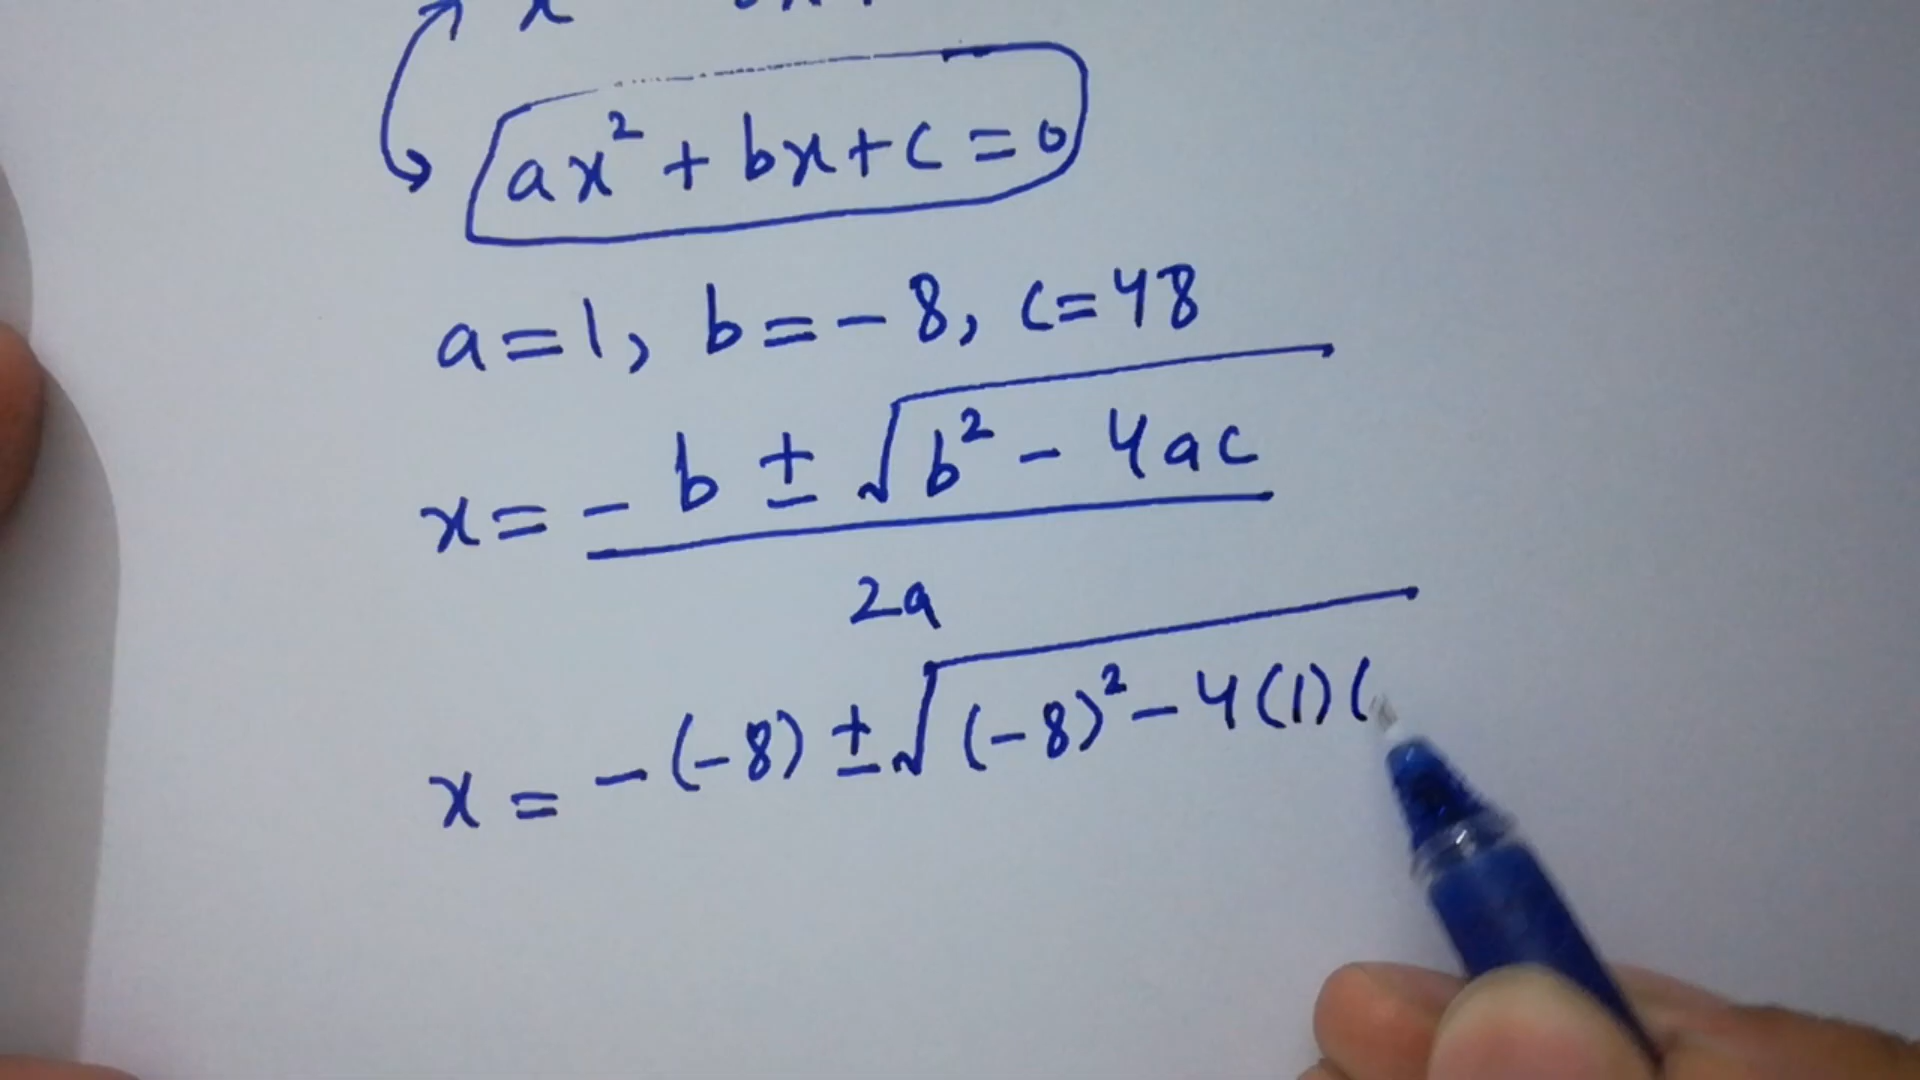 ax² + bx + c = 0
a = 1, b = - 8, c = 48
x = - b ± √b² - 4ac
2a
x = - (-8) ± √(-8)² - 4(1)(